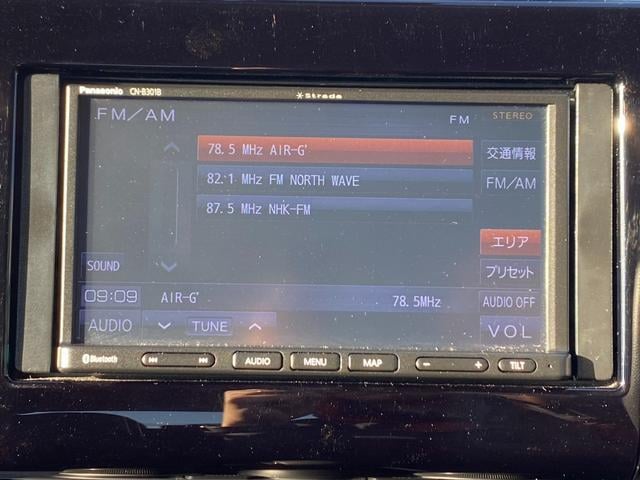 Panasonic CN-B301B
Strada
FM/AM FM STEREO
78.5 MHz AIR-G'
82.1 MHz FM NORTH WAVE
87.5 MHz NHK-FM
交通情報
FM/AM
エリア
プリセット
SOUND
09:09 AIR-G' 78.5MHz AUDIO OFF
AUDIO TUNE VOL
Bluetooth AUDIO MENU MAP - + TILT